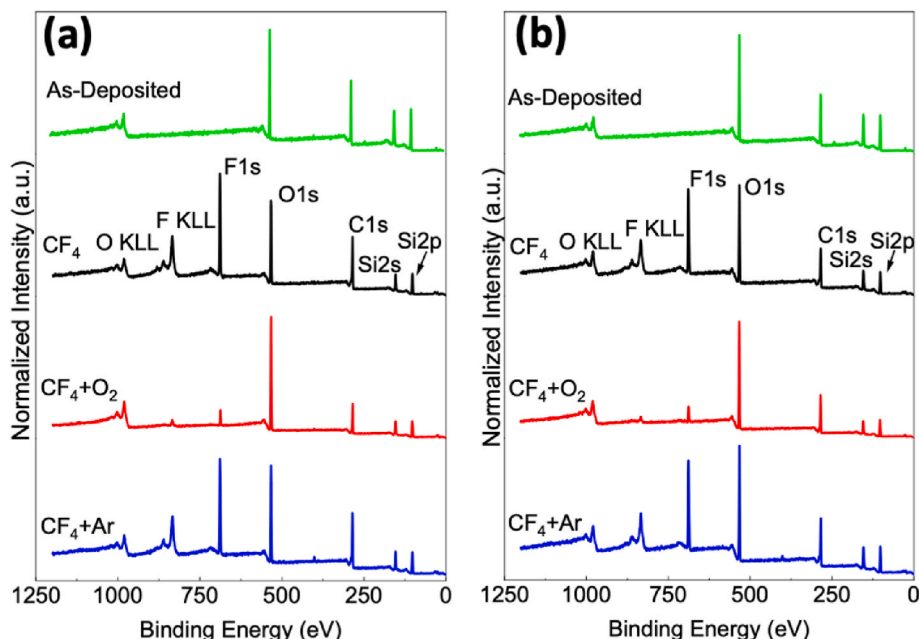 (a)
As-Deposited
F1s
O1s
F KLL
O KLL
CF4
C1s
Si2s
Si2p
CF4+O2
CF4+Ar
Normalized Intensity (a.u.)
1250 1000 750 500 250 0
Binding Energy (eV)
(b)
As-Deposited
F1s
O1s
F KLL
O KLL
CF4
C1s
Si2s
Si2p
CF4+O2
CF4+Ar
Normalized Intensity (a.u.)
1250 1000 750 500 250 0
Binding Energy (eV)